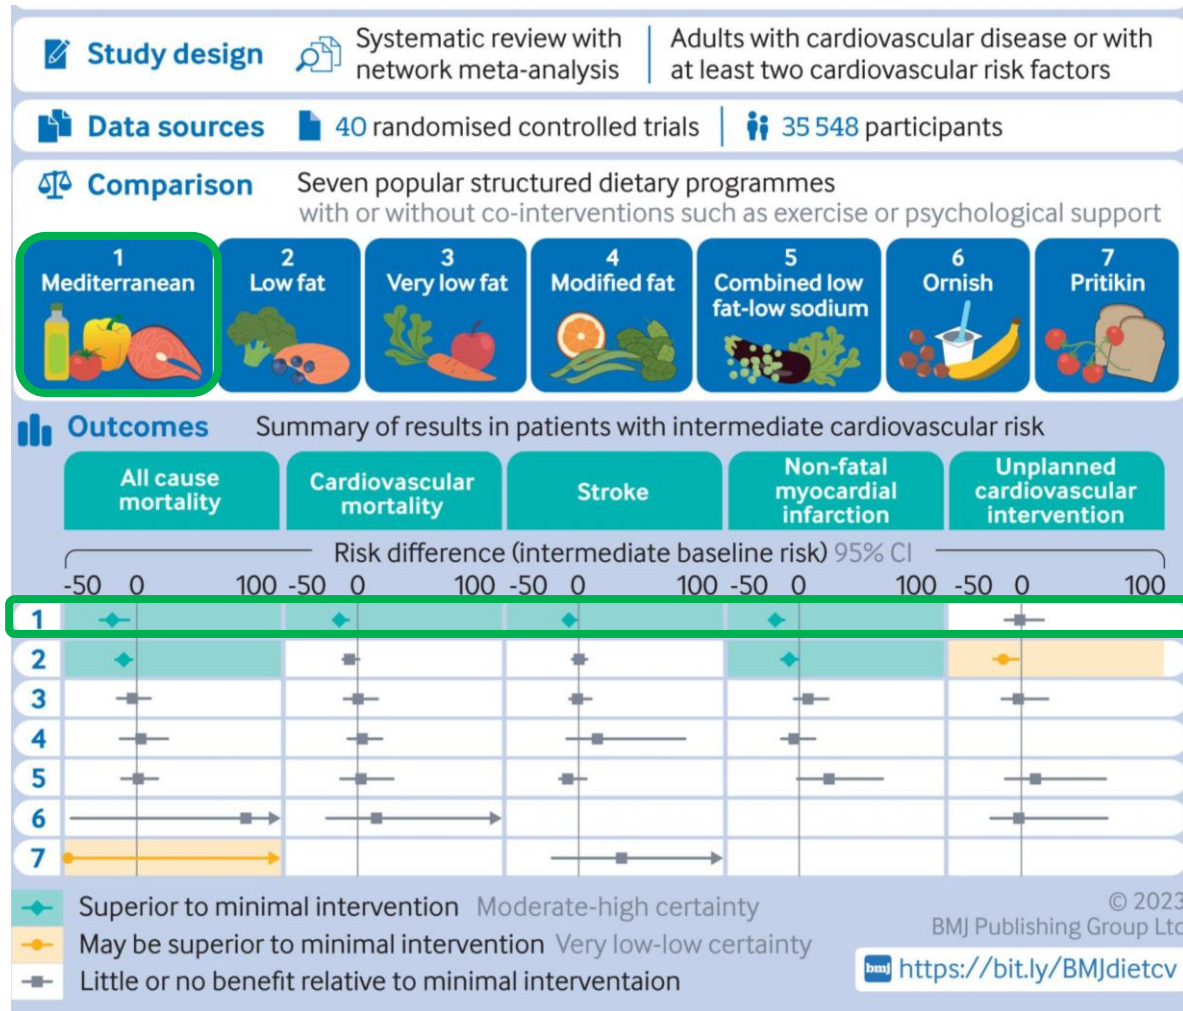 Study design
Systematic review with
network meta-analysis
Adults with cardiovascular disease or with
at least two cardiovascular risk factors
Data sources
40 randomised controlled trials
35 548 participants
Comparison
Seven popular structured dietary programmes
with or without co-interventions such as exercise or psychological support
1
Mediterranean
2
Low fat
3
Very low fat
4
Modified fat
5
Combined low
fat-low sodium
6
Ornish
7
Pritikin
Outcomes
Summary of results in patients with intermediate cardiovascular risk
All cause
mortality
Cardiovascular
mortality
Stroke
Non-fatal
myocardial
infarction
Unplanned
cardiovascular
intervention
Risk difference (intermediate baseline risk) 95% CI
-50 0 100 -50 0 100 -50 0 100 -50 0 100 -50 0 100
1
2
3
4
5
6
7
Superior to minimal intervention Moderate-high certainty
May be superior to minimal intervention Very low-low certainty
Little or no benefit relative to minimal interventaion
© 2023
BMJ Publishing Group Ltd
bmj https://bit.ly/BMJdietcv